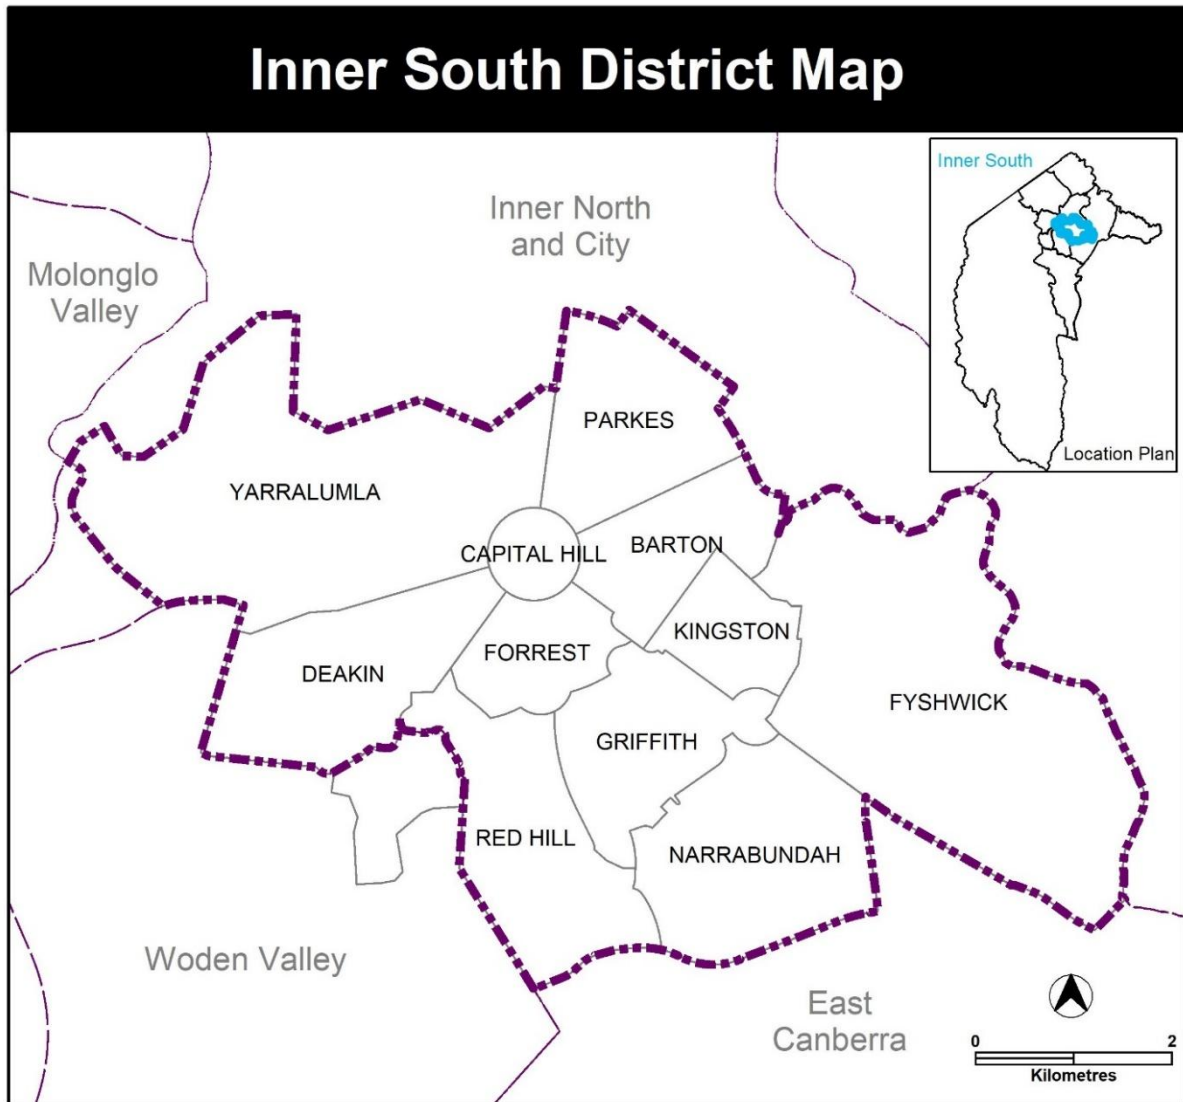 Inner South District Map
Inner South
Inner North
and City
Molonglo
Valley
PARKES
Location Plan
YARRALUMLA
CAPITAL HILL
BARTON
KINGSTON
FORREST
DEAKIN
FYSHWICK
GRIFFITH
RED HILL
NARRABUNDAH
Woden Valley
East
Canberra
0 2
Kilometres